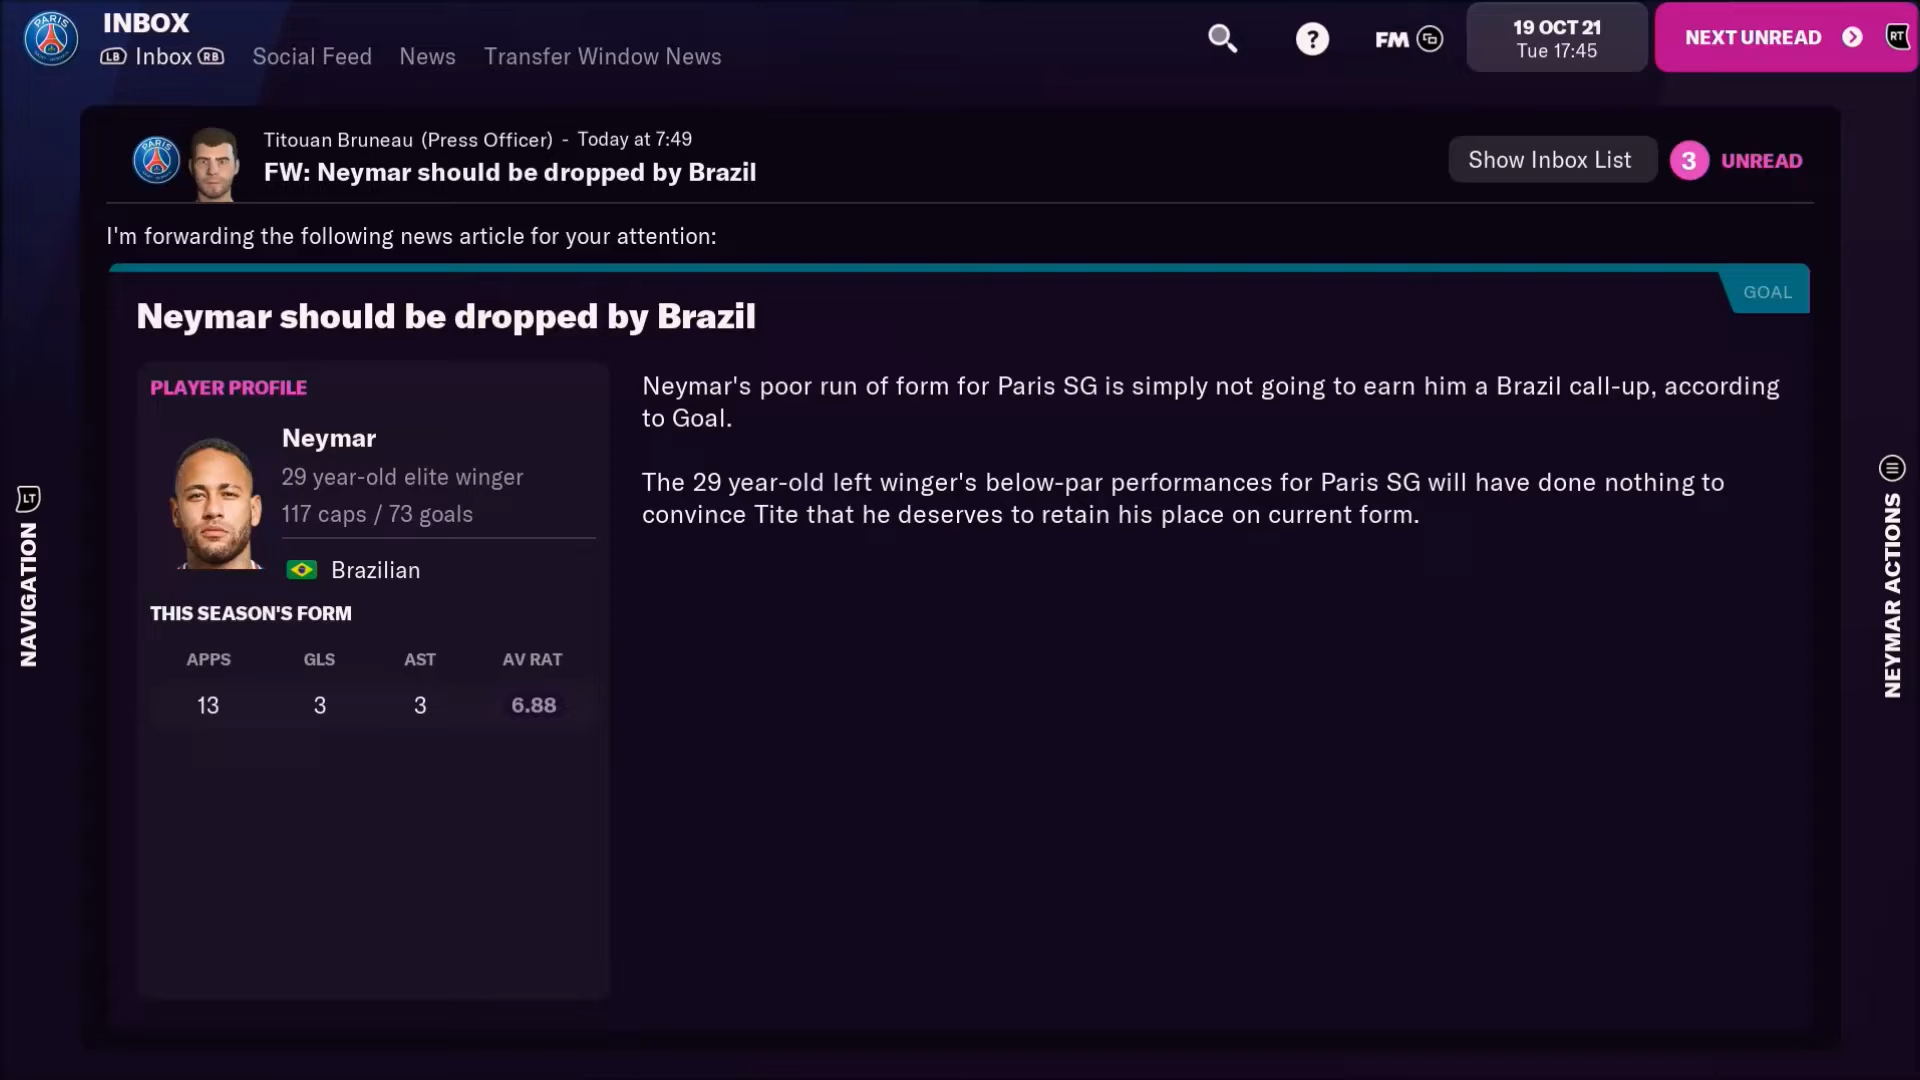 INBOX
LB Inbox RB Social Feed News Transfer Window News
FM
19 OCT 21
Tue 17:45
NEXT UNREAD RT
PARIS
Titouan Bruneau (Press Officer) - Today at 7:49
FW: Neymar should be dropped by Brazil
Show Inbox List
3 UNREAD
I'm forwarding the following news article for your attention:
GOAL
Neymar should be dropped by Brazil
PLAYER PROFILE
Neymar
29 year-old elite winger
117 caps / 73 goals
Brazilian
THIS SEASON'S FORM
APPS GLS AST AV RAT
13 3 3 6.88
Neymar's poor run of form for Paris SG is simply not going to earn him a Brazil call-up, according
to Goal.
The 29 year-old left winger's below-par performances for Paris SG will have done nothing to
convince Tite that he deserves to retain his place on current form.
LT
NAVIGATION
NEYMAR ACTIONS